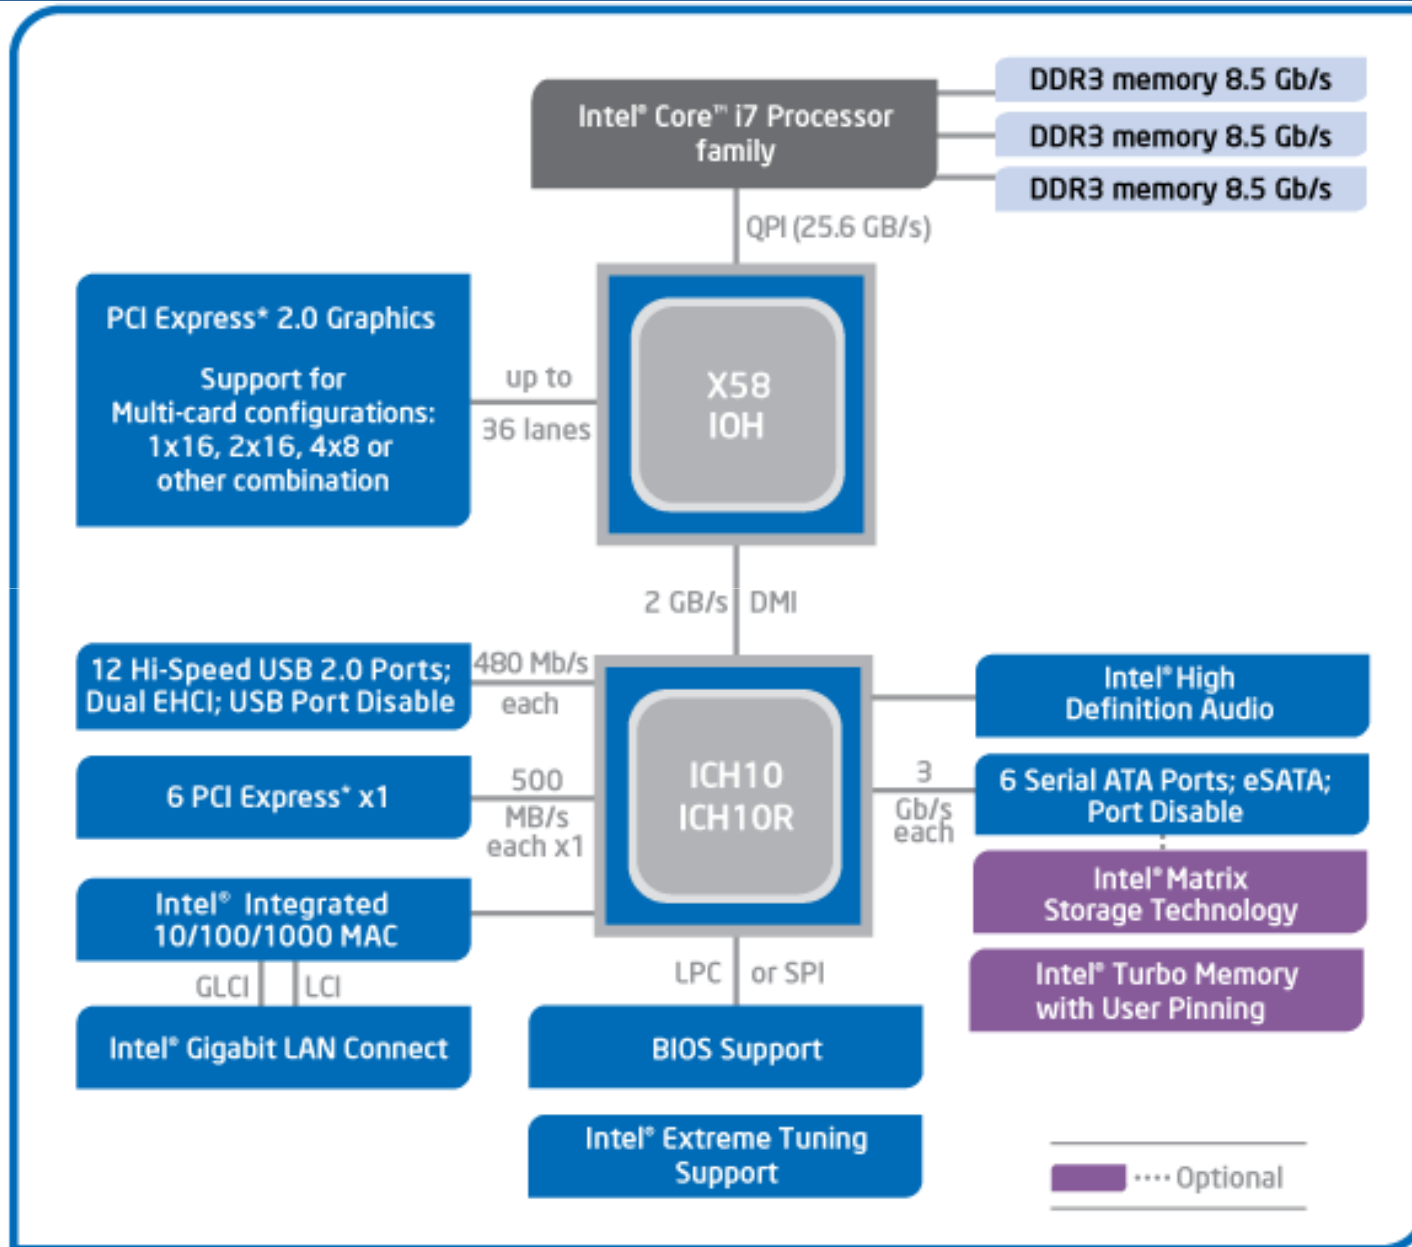 Intel® Core™ i7 Processor
family
DDR3 memory 8.5 Gb/s
DDR3 memory 8.5 Gb/s
DDR3 memory 8.5 Gb/s
QPI (25.6 GB/s)
PCI Express* 2.0 Graphics
Support for
Multi-card configurations:
1x16, 2x16, 4x8 or
other combination
up to
36 lanes
X58
IOH
2 GB/s DMI
12 Hi-Speed USB 2.0 Ports;
Dual EHCI; USB Port Disable
480 Mb/s
each
6 PCI Express* x1
500
MB/s
each x1
Intel® Integrated
10/100/1000 MAC
GLCI LCI
Intel® Gigabit LAN Connect
ICH10
ICH10R
Intel® High
Definition Audio
3
Gb/s
each
6 Serial ATA Ports; eSATA;
Port Disable
Intel® Matrix
Storage Technology
Intel® Turbo Memory
with User Pinning
LPC or SPI
BIOS Support
Intel® Extreme Tuning
Support
Optional